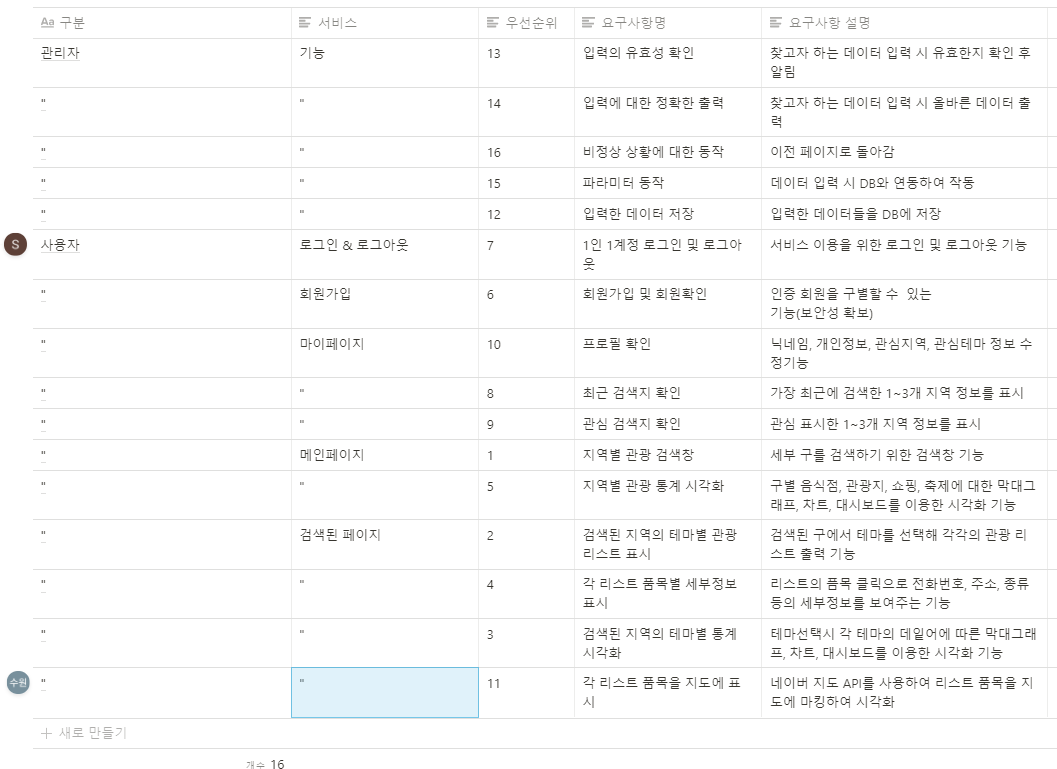 Aa 구분 서비스 우선순위 요구사항명 요구사항 설명
관리자 기능 13 입력의 유효성 확인 찾고자 하는 데이터 입력 시 유효한지 확인 후
알림
" " 14 입력에 대한 정확한 출력 찾고자 하는 데이터 입력 시 올바른 데이터 출
력
" " 16 비정상 상황에 대한 동작 이전 페이지로 돌아감
" " 15 파라미터 동작 데이터 입력 시 DB와 연동하여 작동
" " 12 입력한 데이터 저장 입력한 데이터들을 DB에 저장
S 사용자 로그인 & 로그아웃 7 1인 1계정 로그인 및 로그아
웃
서비스 이용을 위한 로그인 및 로그아웃 기능
" 회원가입 6 회원가입 및 회원확인 인증 회원을 구별할 수 있는
기능(보안성 확보)
" 마이페이지 10 프로필 확인 닉네임, 개인정보, 관심지역, 관심테마 정보 수
정기능
" " 8 최근 검색지 확인 가장 최근에 검색한 1~3개 지역 정보를 표시
" " 9 관심 검색지 확인 관심 표시한 1~3개 지역 정보를 표시
" 메인페이지 1 지역별 관광 검색창 세부 구를 검색하기 위한 검색창 기능
" " 5 지역별 관광 통계 시각화 구별 음식점, 관광지, 쇼핑, 축제에 대한 막대그
래프, 차트, 대시보드를 이용한 시각화 기능
" 검색된 페이지 2 검색된 지역의 테마별 관광
리스트 표시
검색된 구에서 테마를 선택해 각각의 관광 리
스트 출력 기능
" " 4 각 리스트 품목별 세부정보
표시
리스트의 품목 클릭으로 전화번호, 주소, 종류
등의 세부정보를 보여주는 기능
" " 3 검색된 지역의 테마별 통계
시각화
테마선택시 각 테마의 데잍어에 따른 막대그래
프, 차트, 대시보드를 이용한 시각화 기능
수원 " " 11 각 리스트 품목을 지도에 표
시
네이버 지도 API를 사용하여 리스트 품목을 지
도에 마킹하여 시각화
+ 새로 만들기
개수 16